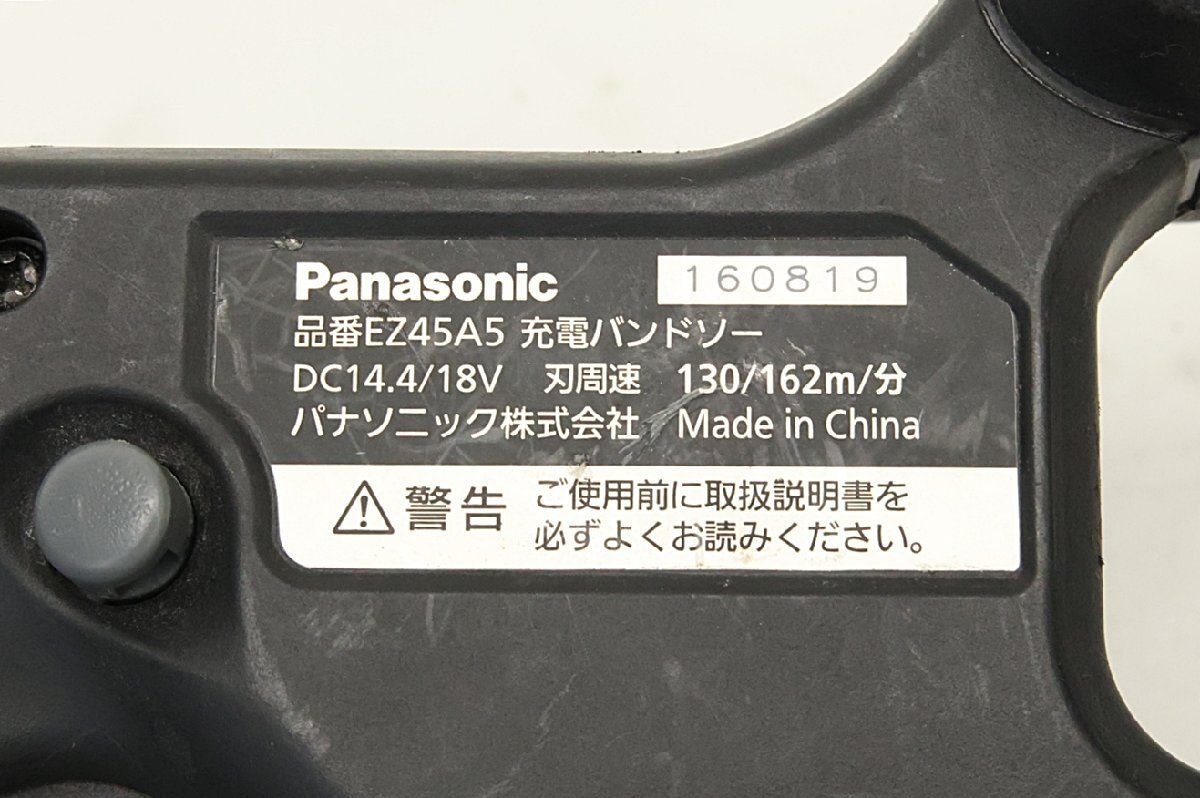 Panasonic 160819
品番EZ45A5 充電バンドソー
DC14.4/18V 刃周速 130/162m/分
パナソニック株式会社 Made in China
警告 ご使用前に取扱説明書を
必ずよくお読みください。